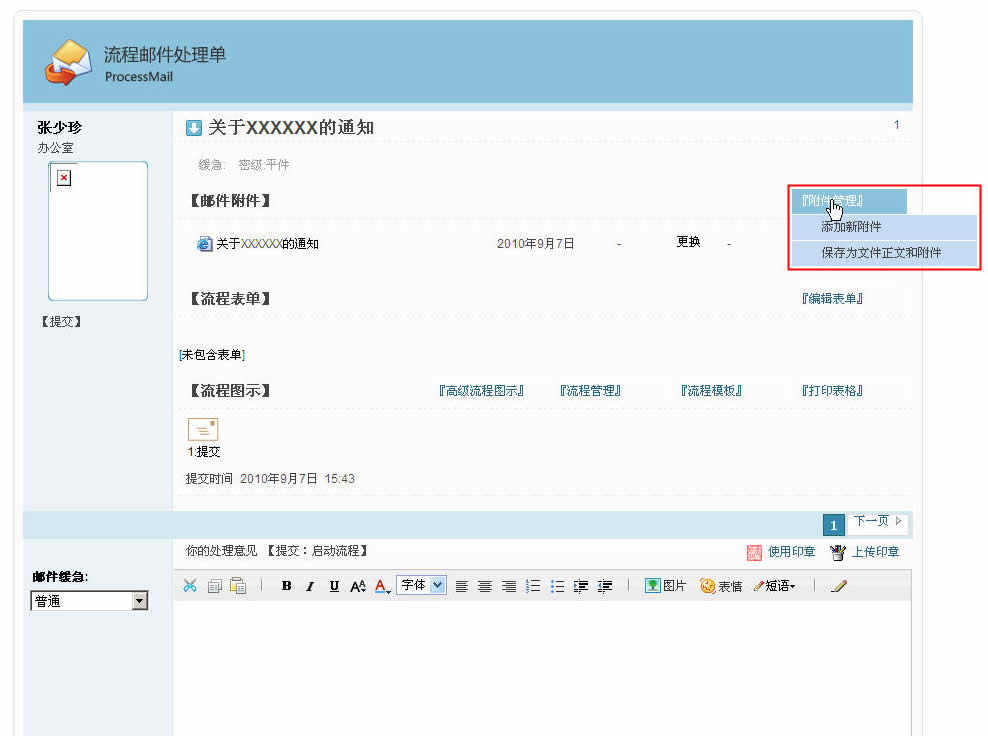 流程邮件处理单
ProcessMail
张少珍
办公室
【提交】
关于XXXXXX的通知
1
缓急: 密级:平件
【邮件附件】
『附件管理』
添加新附件
保存为文件正文和附件
关于XXXXXX的通知 2010年9月7日 - 更换 -
【流程表单】 『编辑表单』
[未包含表单]
【流程图示】 『高级流程图示』 『流程管理』 『流程模板』 『打印表格』
1:提交
提交时间 2010年9月7日 15:43
1 下一页
你的处理意见 【提交：启动流程】 使用印章 上传印章
邮件缓急:
普通
B I U A A 字体 图片 表情 短语